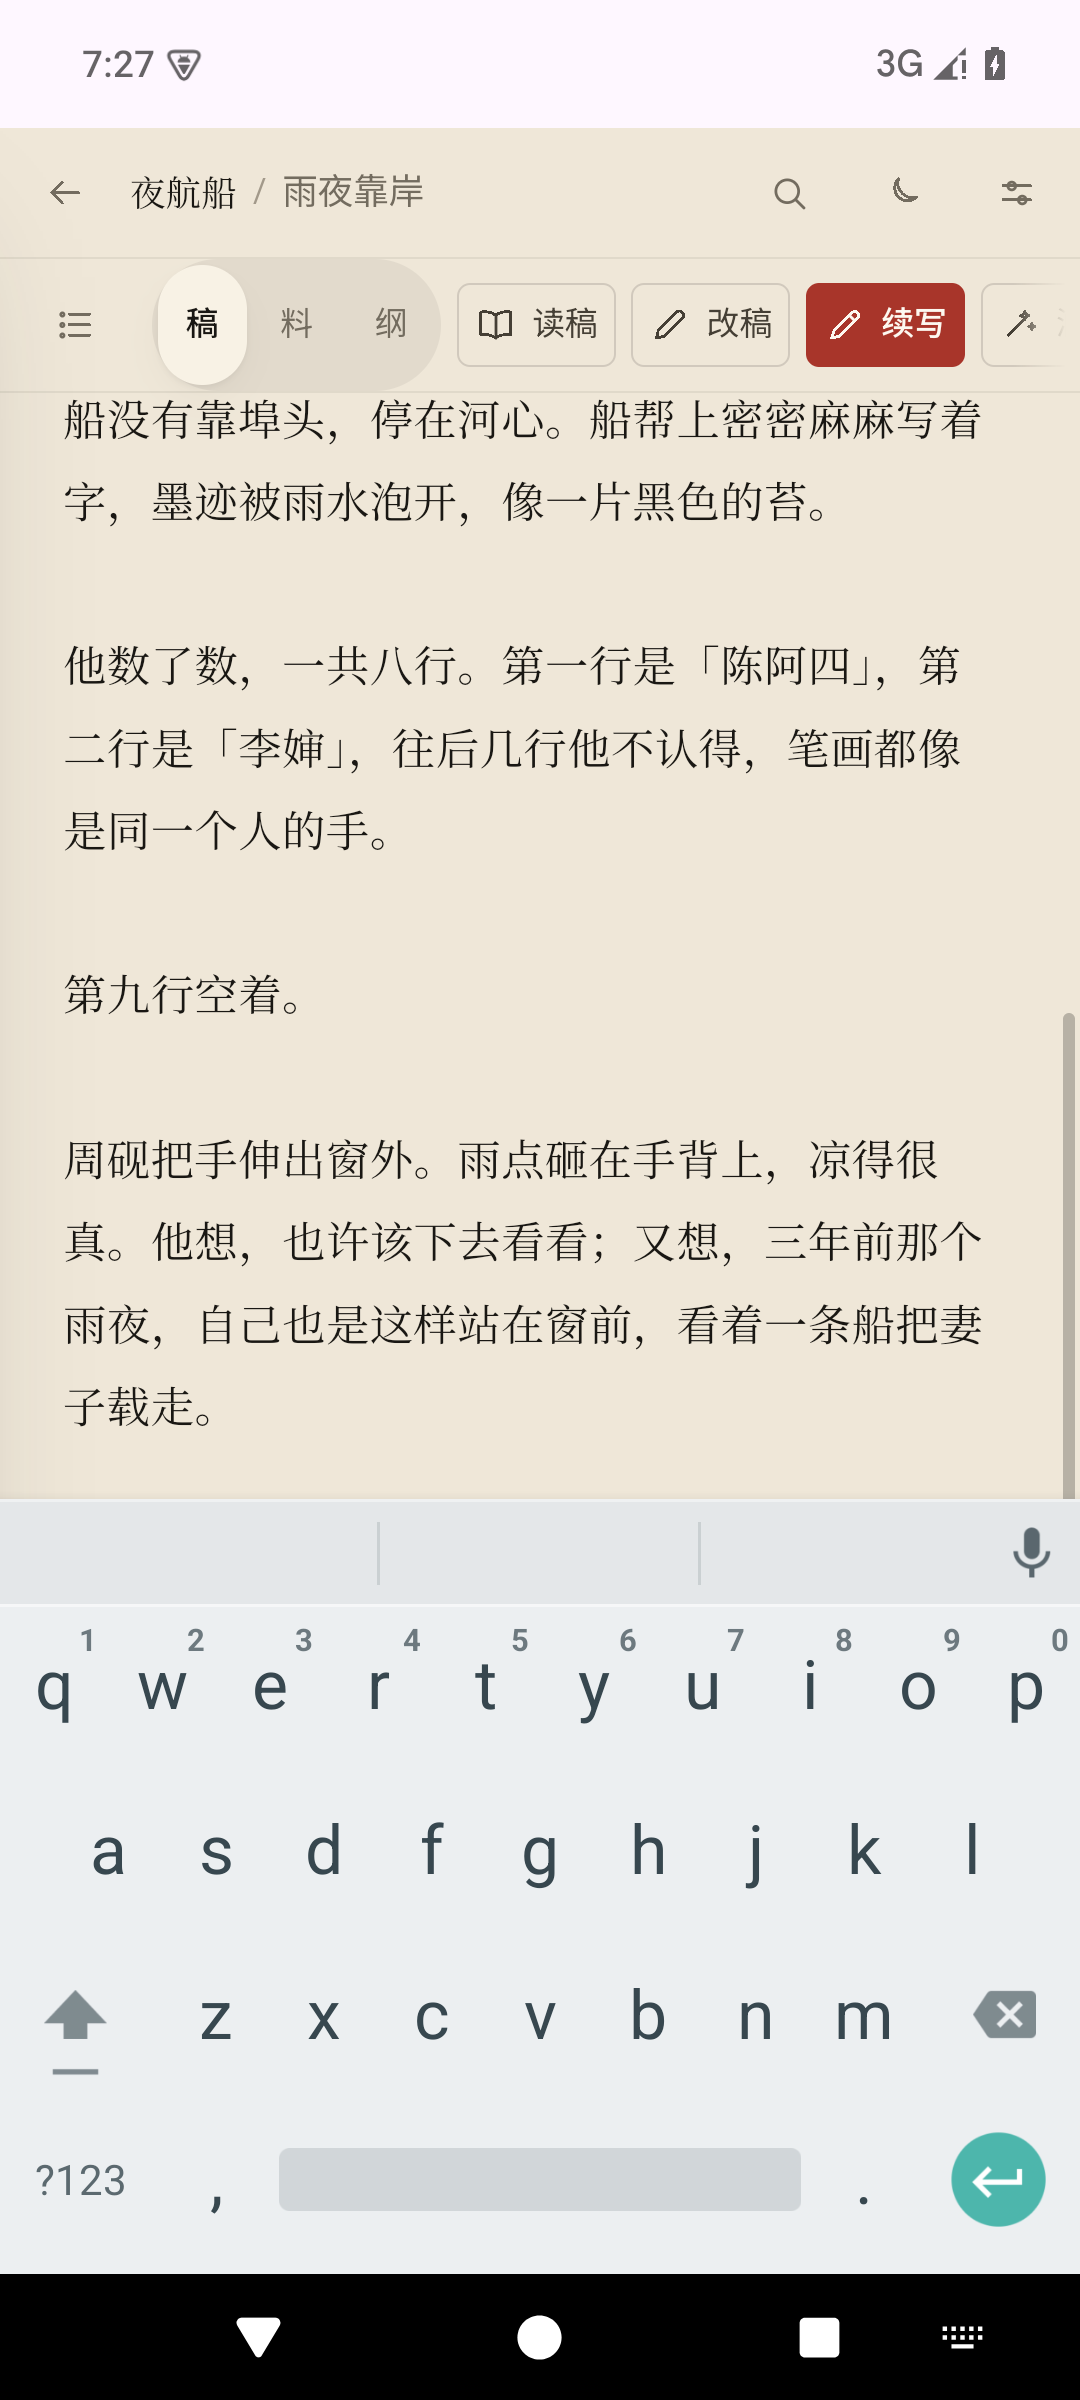 7:27 3G
夜航船 / 雨夜靠岸
稿 料 纲 读稿 改稿 续写
船没有靠埠头，停在河心。船帮上密密麻麻写着
字，墨迹被雨水泡开，像一片黑色的苔。
他数了数，一共八行。第一行是「陈阿四」，第
二行是「李婶」，往后几行他不认得，笔画都像
是同一个人的手。
第九行空着。
周砚把手伸出窗外。雨点砸在手背上，凉得很
真。他想，也许该下去看看；又想，三年前那个
雨夜，自己也是这样站在窗前，看着一条船把妻
子载走。
1 2 3 4 5 6 7 8 9 0
q w e r t y u i o p
a s d f g h j k l
z x c v b n m
?123 , .